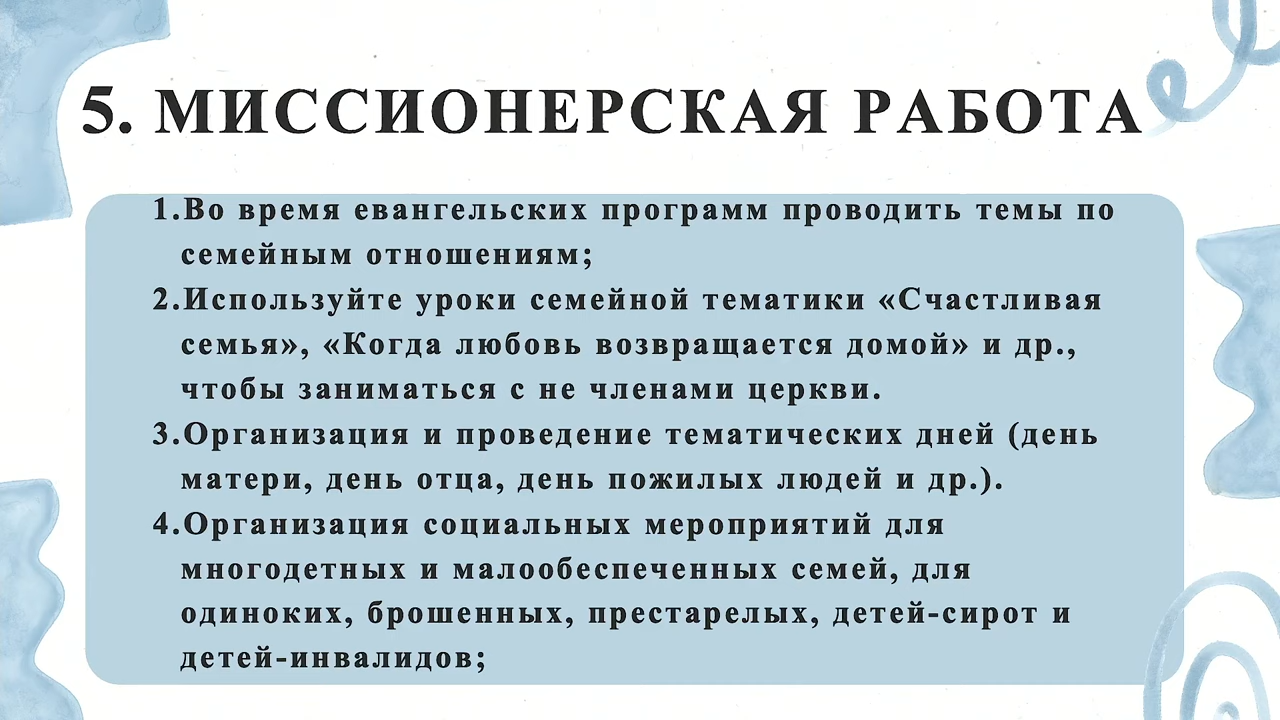 5. МИССИОНЕРСКАЯ РАБОТА
1.Во время евангельских программ проводить темы по
семейным отношениям;
2.Используйте уроки семейной тематики «Счастливая
семья», «Когда любовь возвращается домой» и др.,
чтобы заниматься с не членами церкви.
3.Организация и проведение тематических дней (день
матери, день отца, день пожилых людей и др.).
4.Организация социальных мероприятий для
многодетных и малообеспеченных семей, для
одиноких, брошенных, престарелых, детей-сирот и
детей-инвалидов;